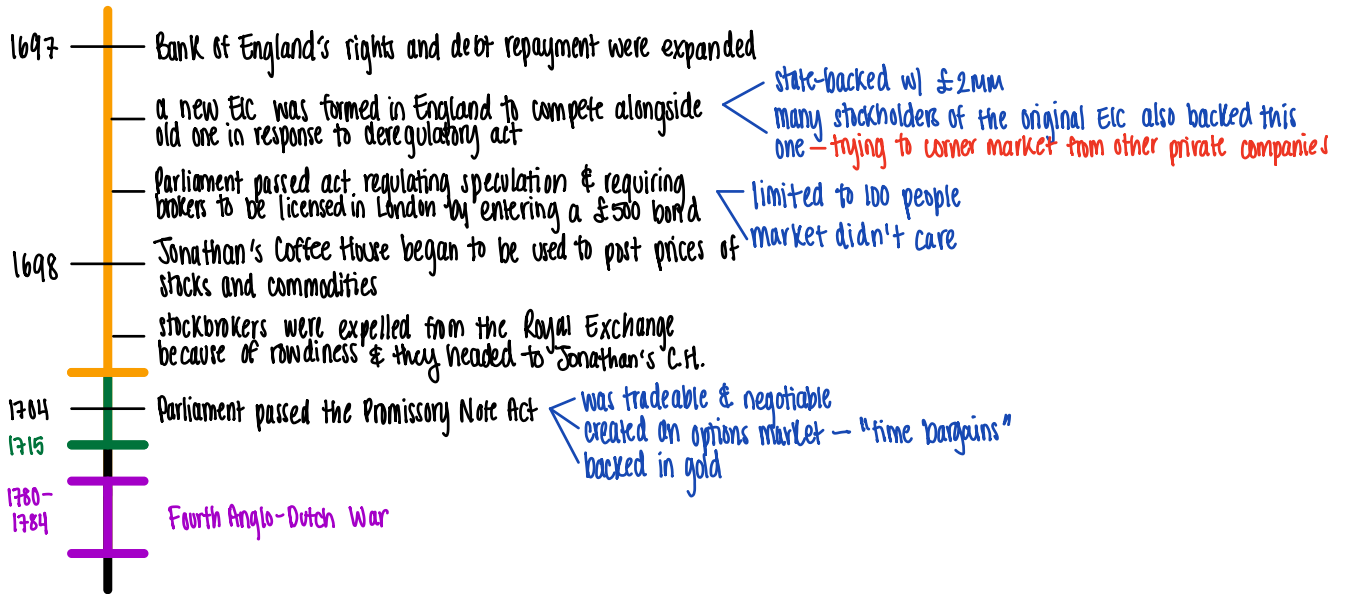 1697
Bank of England's rights and debt repayment were expanded
a new EIC was formed in England to compete alongside
old one in response to deregulatory act
state-backed w/ £2MM
many stockholders of the original EIC also backed this
one — trying to corner market from other private companies
Parliament passed act regulating speculation & requiring
brokers to be licensed in London by entering a £500 bond
limited to 100 people
market didn't care
1698
Jonathan's Coffee House began to be used to post prices of
stocks and commodities
stockbrokers were expelled from the Royal Exchange
because of rowdiness & they headed to Jonathan's C.H.
1704
Parliament passed the Promissory Note Act
was tradeable & negotiable
created an options market — "time bargains"
backed in gold
1715
1780-
1784
Fourth Anglo-Dutch War